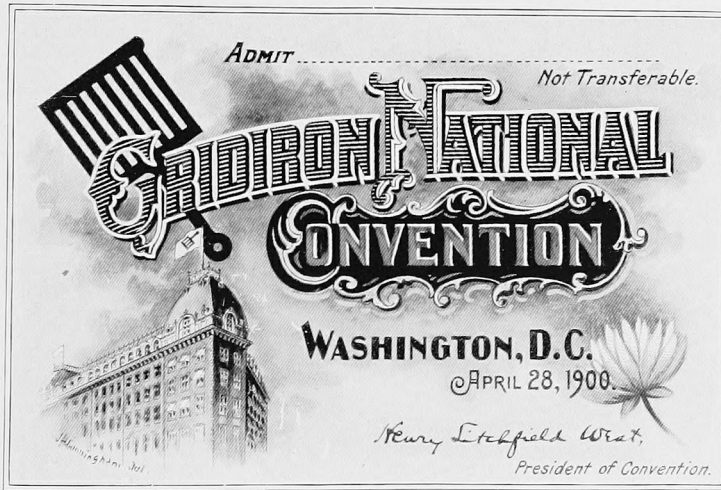 ADMIT
Not Transferable.
GRIDIRON NATIONAL
CONVENTION
WASHINGTON, D.C.
APRIL 28, 1900.
Henry Litchfield West,
President of Convention.